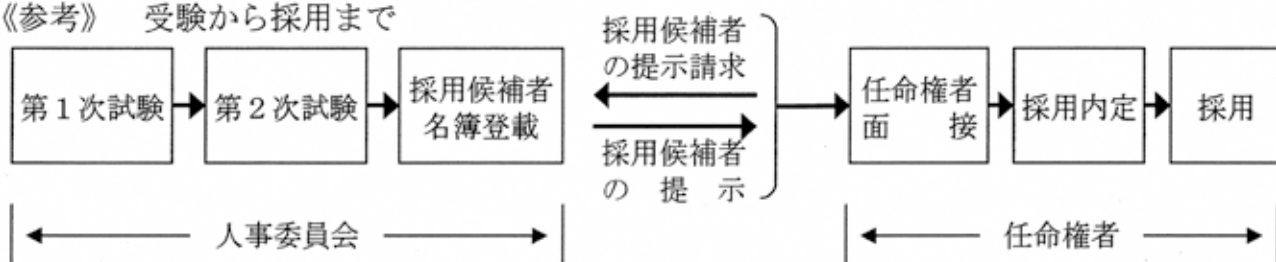 《参考》　受験から採用まで
第１次試験
第２次試験
採用候補者
名簿登載
採用候補者
の提示請求
採用候補者
の　提　示
任命権者
面　　接
採用内定
採用
人事委員会
任命権者